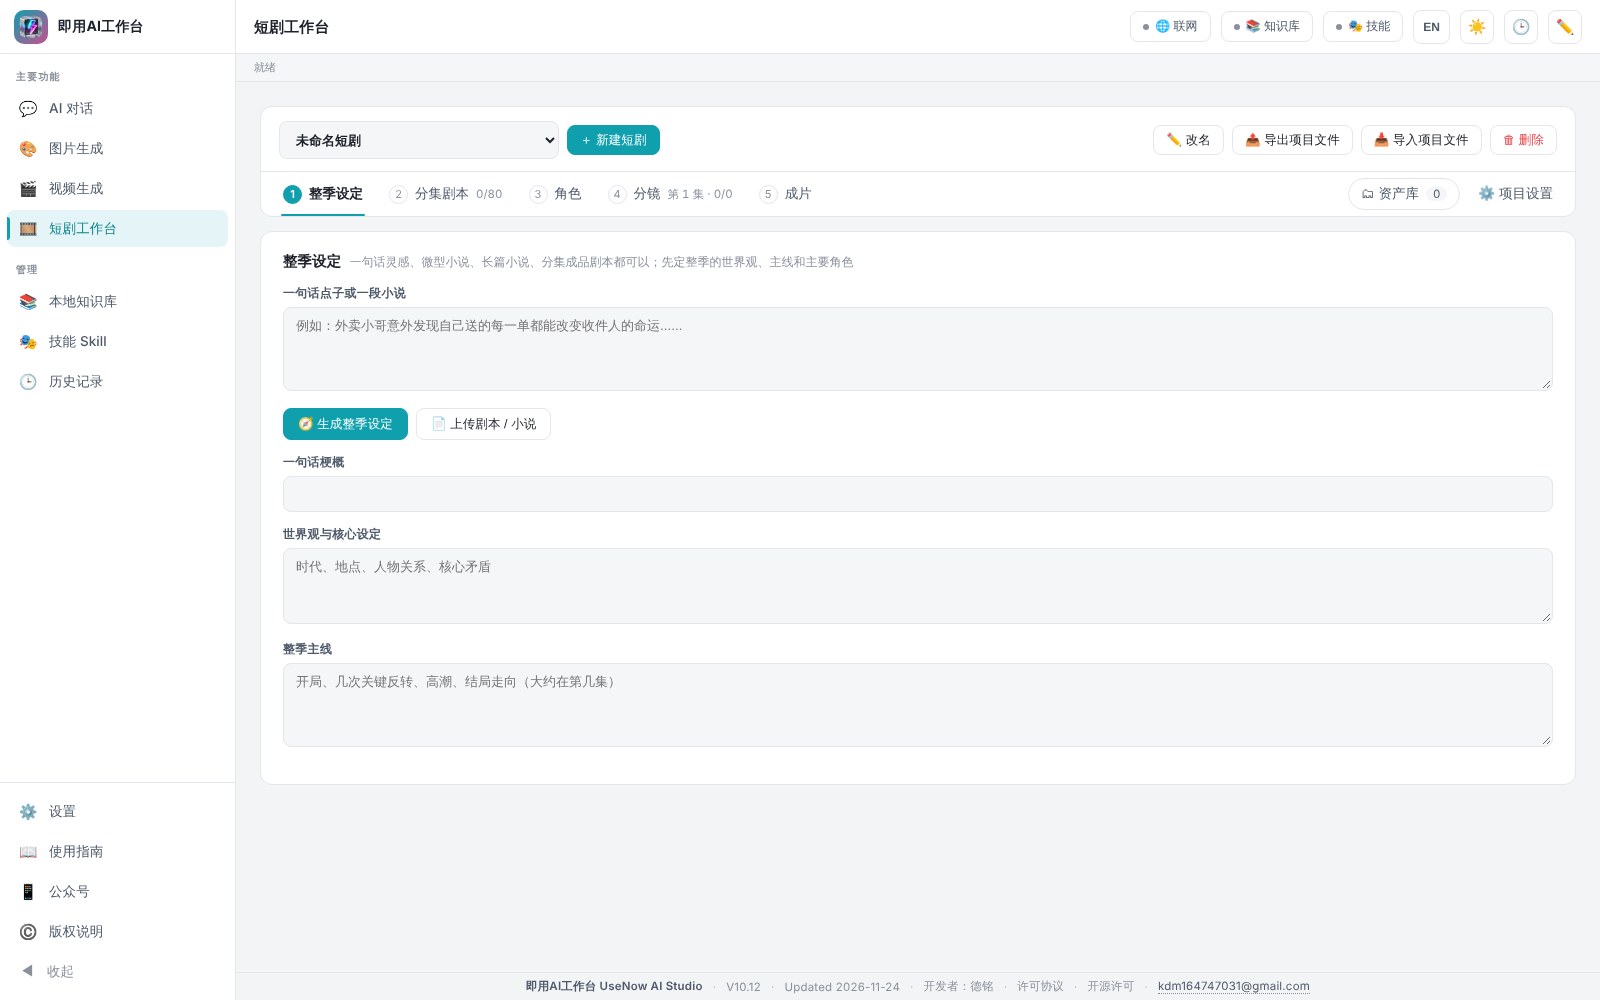 即用AI工作台
主要功能
AI 对话
图片生成
视频生成
短剧工作台
管理
本地知识库
技能 Skill
历史记录
设置
使用指南
公众号
版权说明
收起
短剧工作台
联网
知识库
技能
EN
就绪
未命名短剧
+ 新建短剧
改名
导出项目文件
导入项目文件
删除
1 整季设定
2 分集剧本 0/80
3 角色
4 分镜 第 1 集 · 0/0
5 成片
资产库 0
项目设置
整季设定 一句话灵感、微型小说、长篇小说、分集成品剧本都可以；先定整季的世界观、主线和主要角色
一句话点子或一段小说
例如：外卖小哥意外发现自己送的每一单都能改变收件人的命运……
生成整季设定
上传剧本 / 小说
一句话梗概
世界观与核心设定
时代、地点、人物关系、核心矛盾
整季主线
开局、几次关键反转、高潮、结局走向（大约在第几集）
即用AI工作台 UseNow AI Studio · V10.12 · Updated 2026-11-24 · 开发者：德铭 · 许可协议 · 开源许可 · kdm164747031@gmail.com